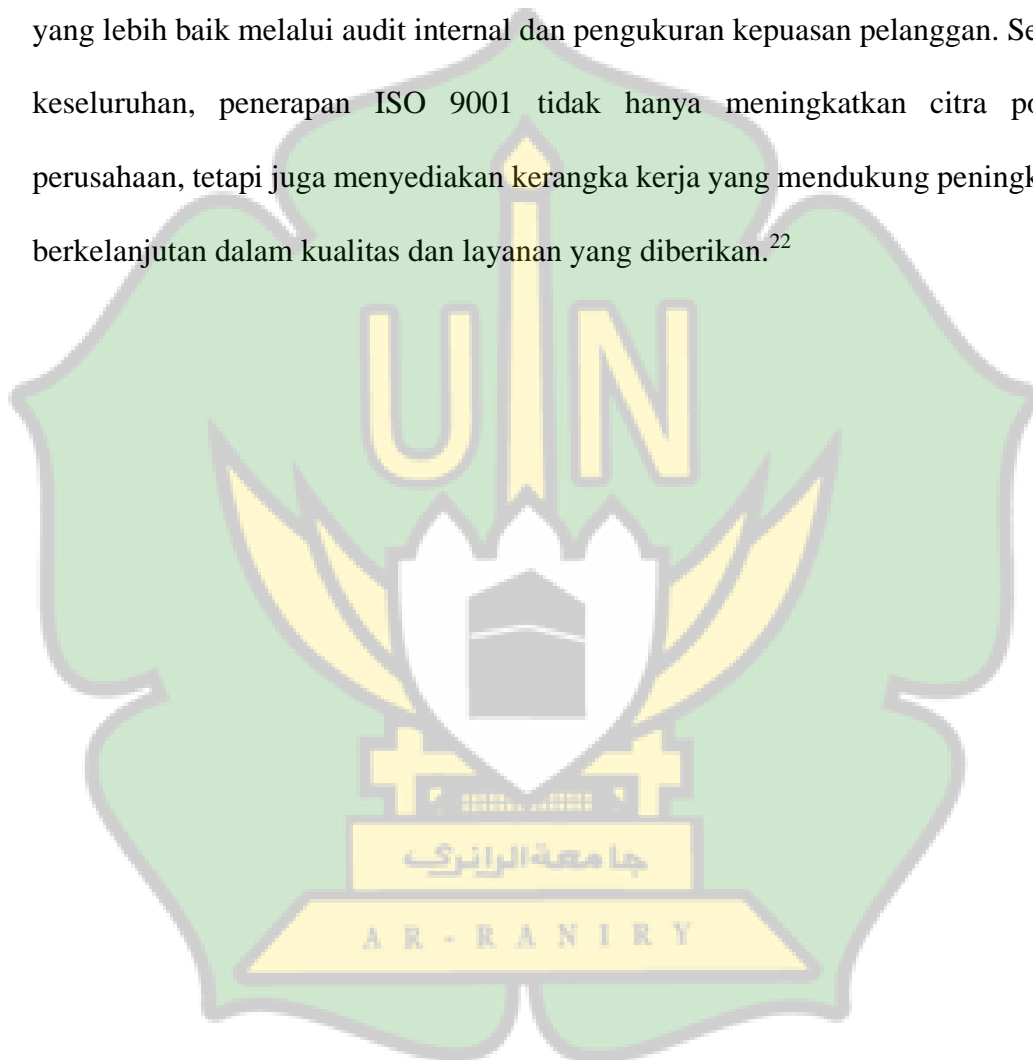 yang lebih baik melalui audit internal dan pengukuran kepuasan pelanggan. Se
keseluruhan, penerapan ISO 9001 tidak hanya meningkatkan citra po
perusahaan, tetapi juga menyediakan kerangka kerja yang mendukung peningk
berkelanjutan dalam kualitas dan layanan yang diberikan.22
UIN
جامعة الرانري
AR-RANIRY